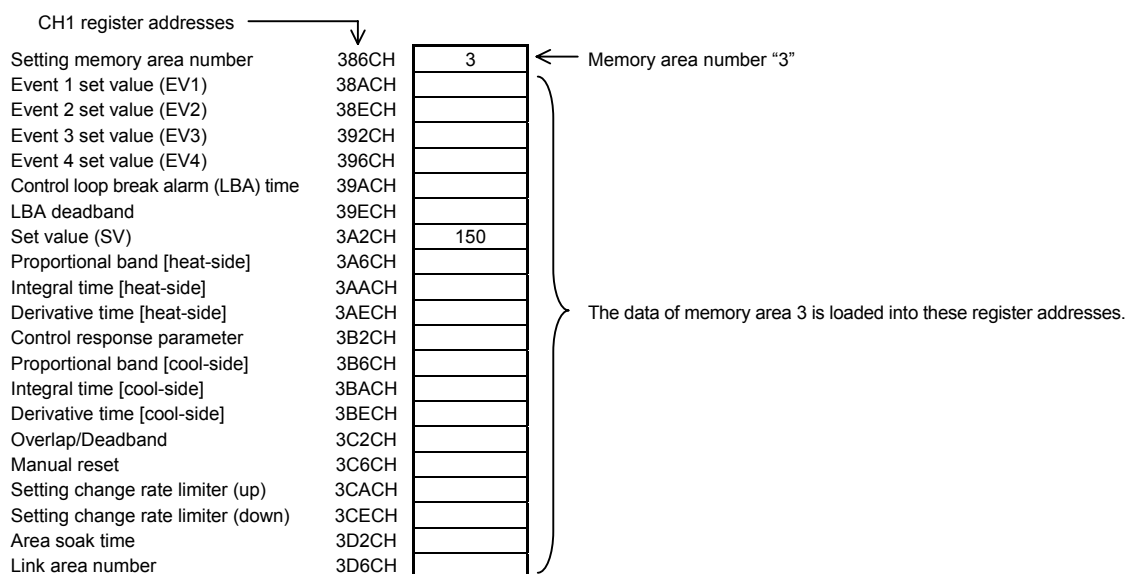 CH1 register addresses
Setting memory area number 386CH 3 Memory area number “3”
Event 1 set value (EV1) 38ACH
Event 2 set value (EV2) 38ECH
Event 3 set value (EV3) 392CH
Event 4 set value (EV4) 396CH
Control loop break alarm (LBA) time 39ACH
LBA deadband 39ECH
Set value (SV) 3A2CH 150
Proportional band [heat-side] 3A6CH
Integral time [heat-side] 3AACH
Derivative time [heat-side] 3AECH The data of memory area 3 is loaded into these register addresses.
Control response parameter 3B2CH
Proportional band [cool-side] 3B6CH
Integral time [cool-side] 3BACH
Derivative time [cool-side] 3BECH
Overlap/Deadband 3C2CH
Manual reset 3C6CH
Setting change rate limiter (up) 3CACH
Setting change rate limiter (down) 3CECH
Area soak time 3D2CH
Link area number 3D6CH